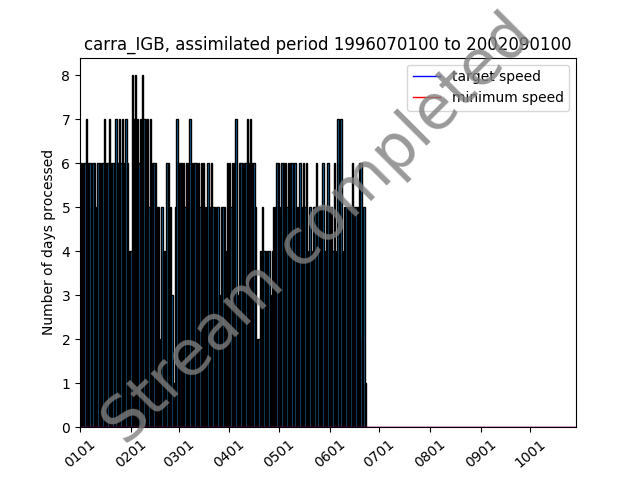 carra_IGB, assimilated period 1996070100 to 2002090100
target speed
minimum speed
Stream completed
Number of days processed
8
7
6
5
4
3
2
1
0
0101 0201 0301 0401 0501 0601 0701 0801 0901 1001